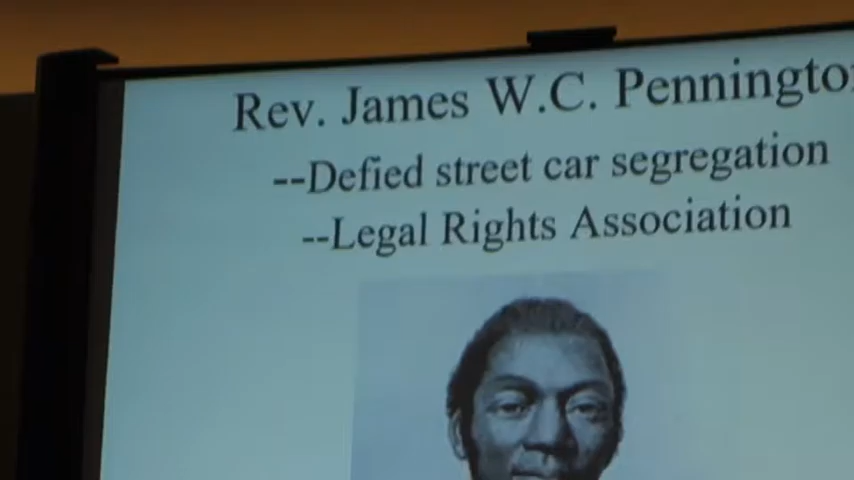 Rev. James W.C. Penningto
--Defied street car segregation
--Legal Rights Association